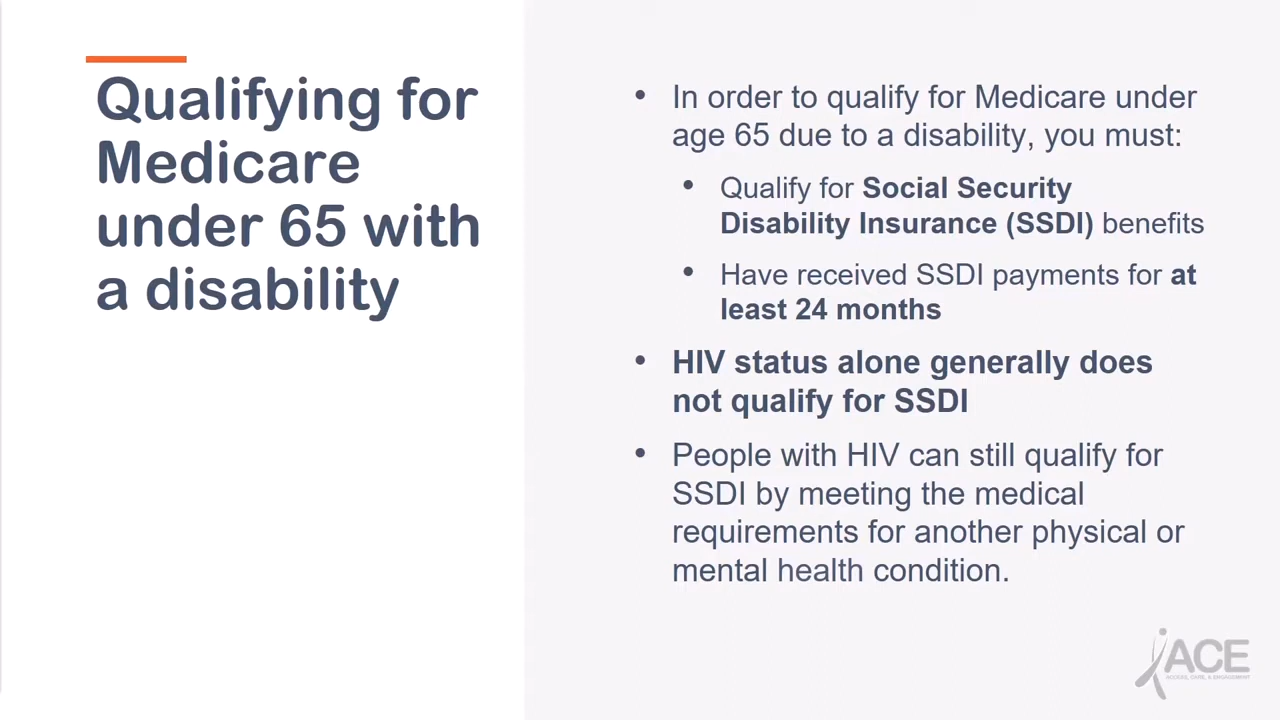 Qualifying for
Medicare
under 65 with
a disability
• In order to qualify for Medicare under
age 65 due to a disability, you must:
• Qualify for Social Security
Disability Insurance (SSDI) benefits
• Have received SSDI payments for at
least 24 months
• HIV status alone generally does
not qualify for SSDI
• People with HIV can still qualify for
SSDI by meeting the medical
requirements for another physical or
mental health condition.
ACE
ACCESS, CARE, & ENGAGEMENT